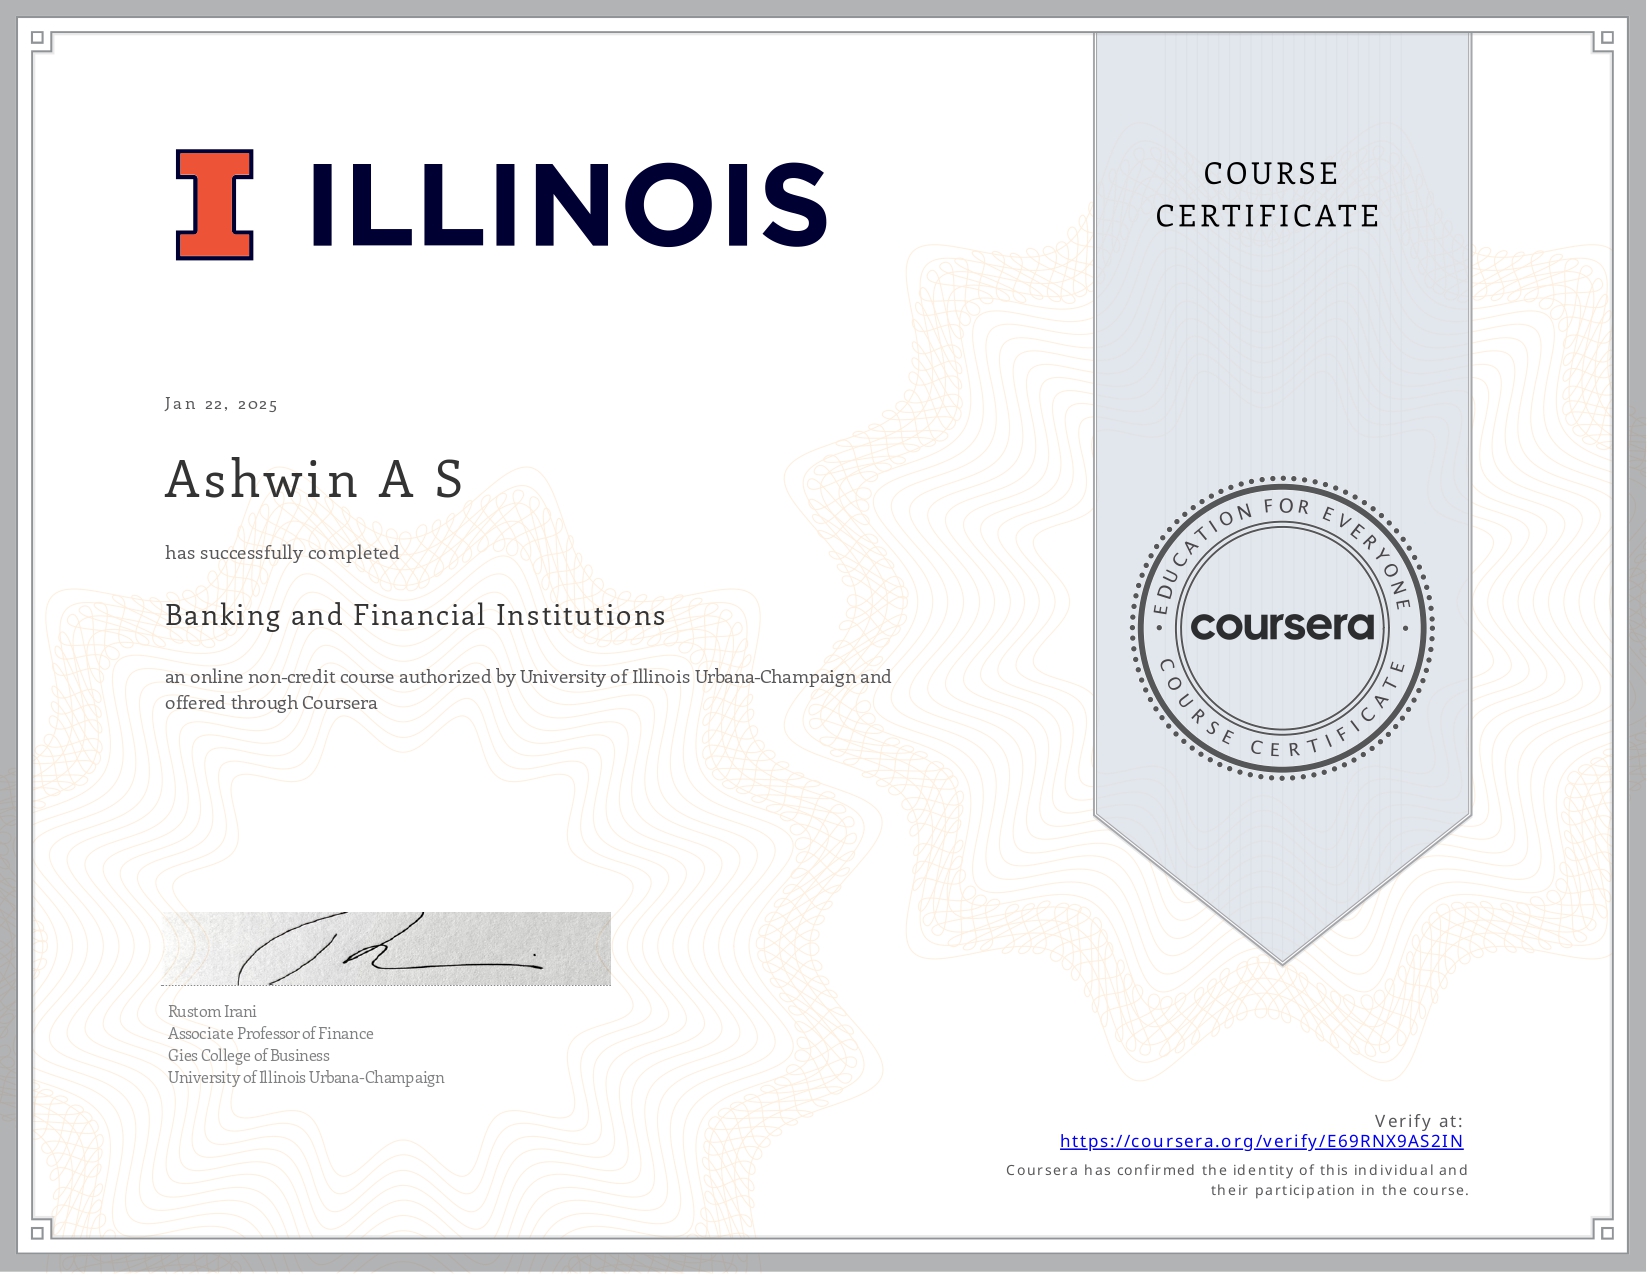 ILLINOIS
COURSE
CERTIFICATE
Jan 22, 2025
Ashwin A S
has successfully completed
Banking and Financial Institutions
an online non-credit course authorized by University of Illinois Urbana-Champaign and
offered through Coursera
EDUCATION FOR EVERYONE
coursera
COURSE CERTIFICATE
Rustom Irani
Associate Professor of Finance
Gies College of Business
University of Illinois Urbana-Champaign
Verify at:
https://coursera.org/verify/E69RNX9AS2IN
Coursera has confirmed the identity of this individual and
their participation in the course.